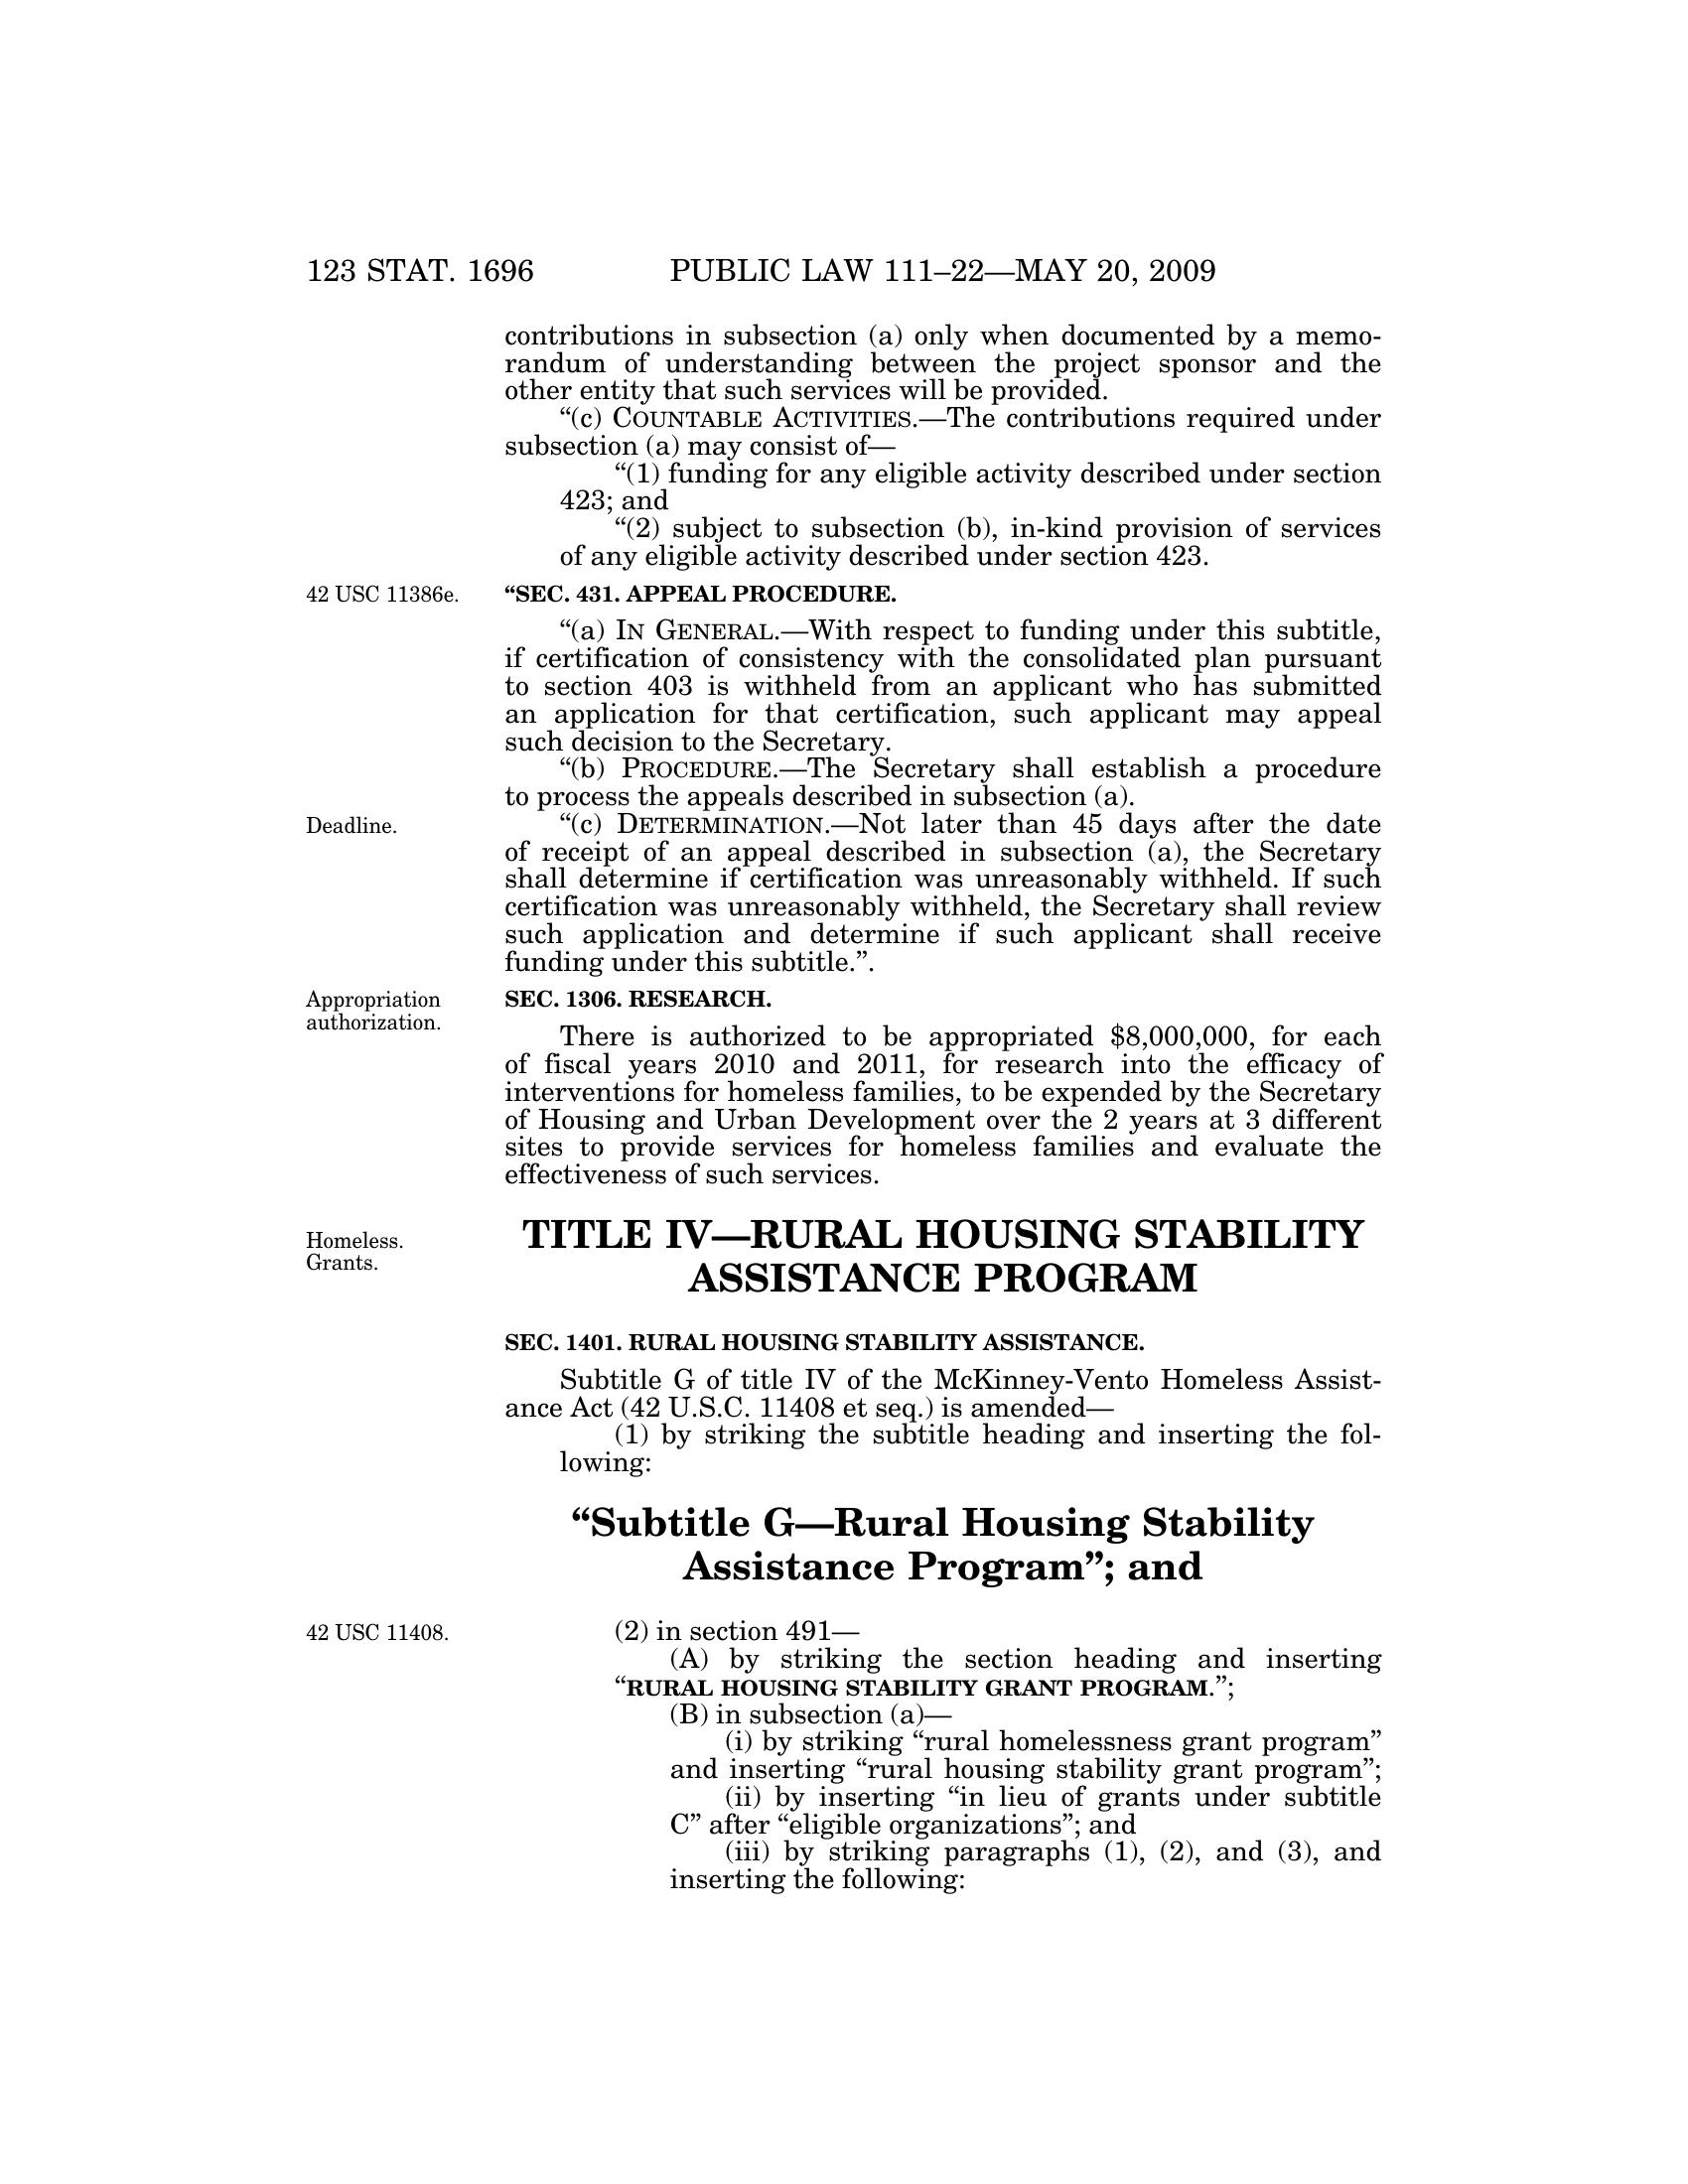 123 STAT. 1696 PUBLIC LAW 111–22—MAY 20, 2009
contributions in subsection (a) only when documented by a memo-
randum of understanding between the project sponsor and the
other entity that such services will be provided.
“(c) COUNTABLE ACTIVITIES.—The contributions required under
subsection (a) may consist of—
“(1) funding for any eligible activity described under section
423; and
“(2) subject to subsection (b), in-kind provision of services
of any eligible activity described under section 423.
42 USC 11386e.
“SEC. 431. APPEAL PROCEDURE.
“(a) IN GENERAL.—With respect to funding under this subtitle,
if certification of consistency with the consolidated plan pursuant
to section 403 is withheld from an applicant who has submitted
an application for that certification, such applicant may appeal
such decision to the Secretary.
“(b) PROCEDURE.—The Secretary shall establish a procedure
to process the appeals described in subsection (a).
Deadline.
“(c) DETERMINATION.—Not later than 45 days after the date
of receipt of an appeal described in subsection (a), the Secretary
shall determine if certification was unreasonably withheld. If such
certification was unreasonably withheld, the Secretary shall review
such application and determine if such applicant shall receive
funding under this subtitle.”.
Appropriation
authorization.
SEC. 1306. RESEARCH.
There is authorized to be appropriated $8,000,000, for each
of fiscal years 2010 and 2011, for research into the efficacy of
interventions for homeless families, to be expended by the Secretary
of Housing and Urban Development over the 2 years at 3 different
sites to provide services for homeless families and evaluate the
effectiveness of such services.
Homeless.
Grants.
TITLE IV—RURAL HOUSING STABILITY
ASSISTANCE PROGRAM
SEC. 1401. RURAL HOUSING STABILITY ASSISTANCE.
Subtitle G of title IV of the McKinney-Vento Homeless Assist-
ance Act (42 U.S.C. 11408 et seq.) is amended—
(1) by striking the subtitle heading and inserting the fol-
lowing:
“Subtitle G—Rural Housing Stability
Assistance Program”; and
42 USC 11408.
(2) in section 491—
(A) by striking the section heading and inserting
“RURAL HOUSING STABILITY GRANT PROGRAM.”;
(B) in subsection (a)—
(i) by striking “rural homelessness grant program”
and inserting “rural housing stability grant program”;
(ii) by inserting “in lieu of grants under subtitle
C” after “eligible organizations”; and
(iii) by striking paragraphs (1), (2), and (3), and
inserting the following: